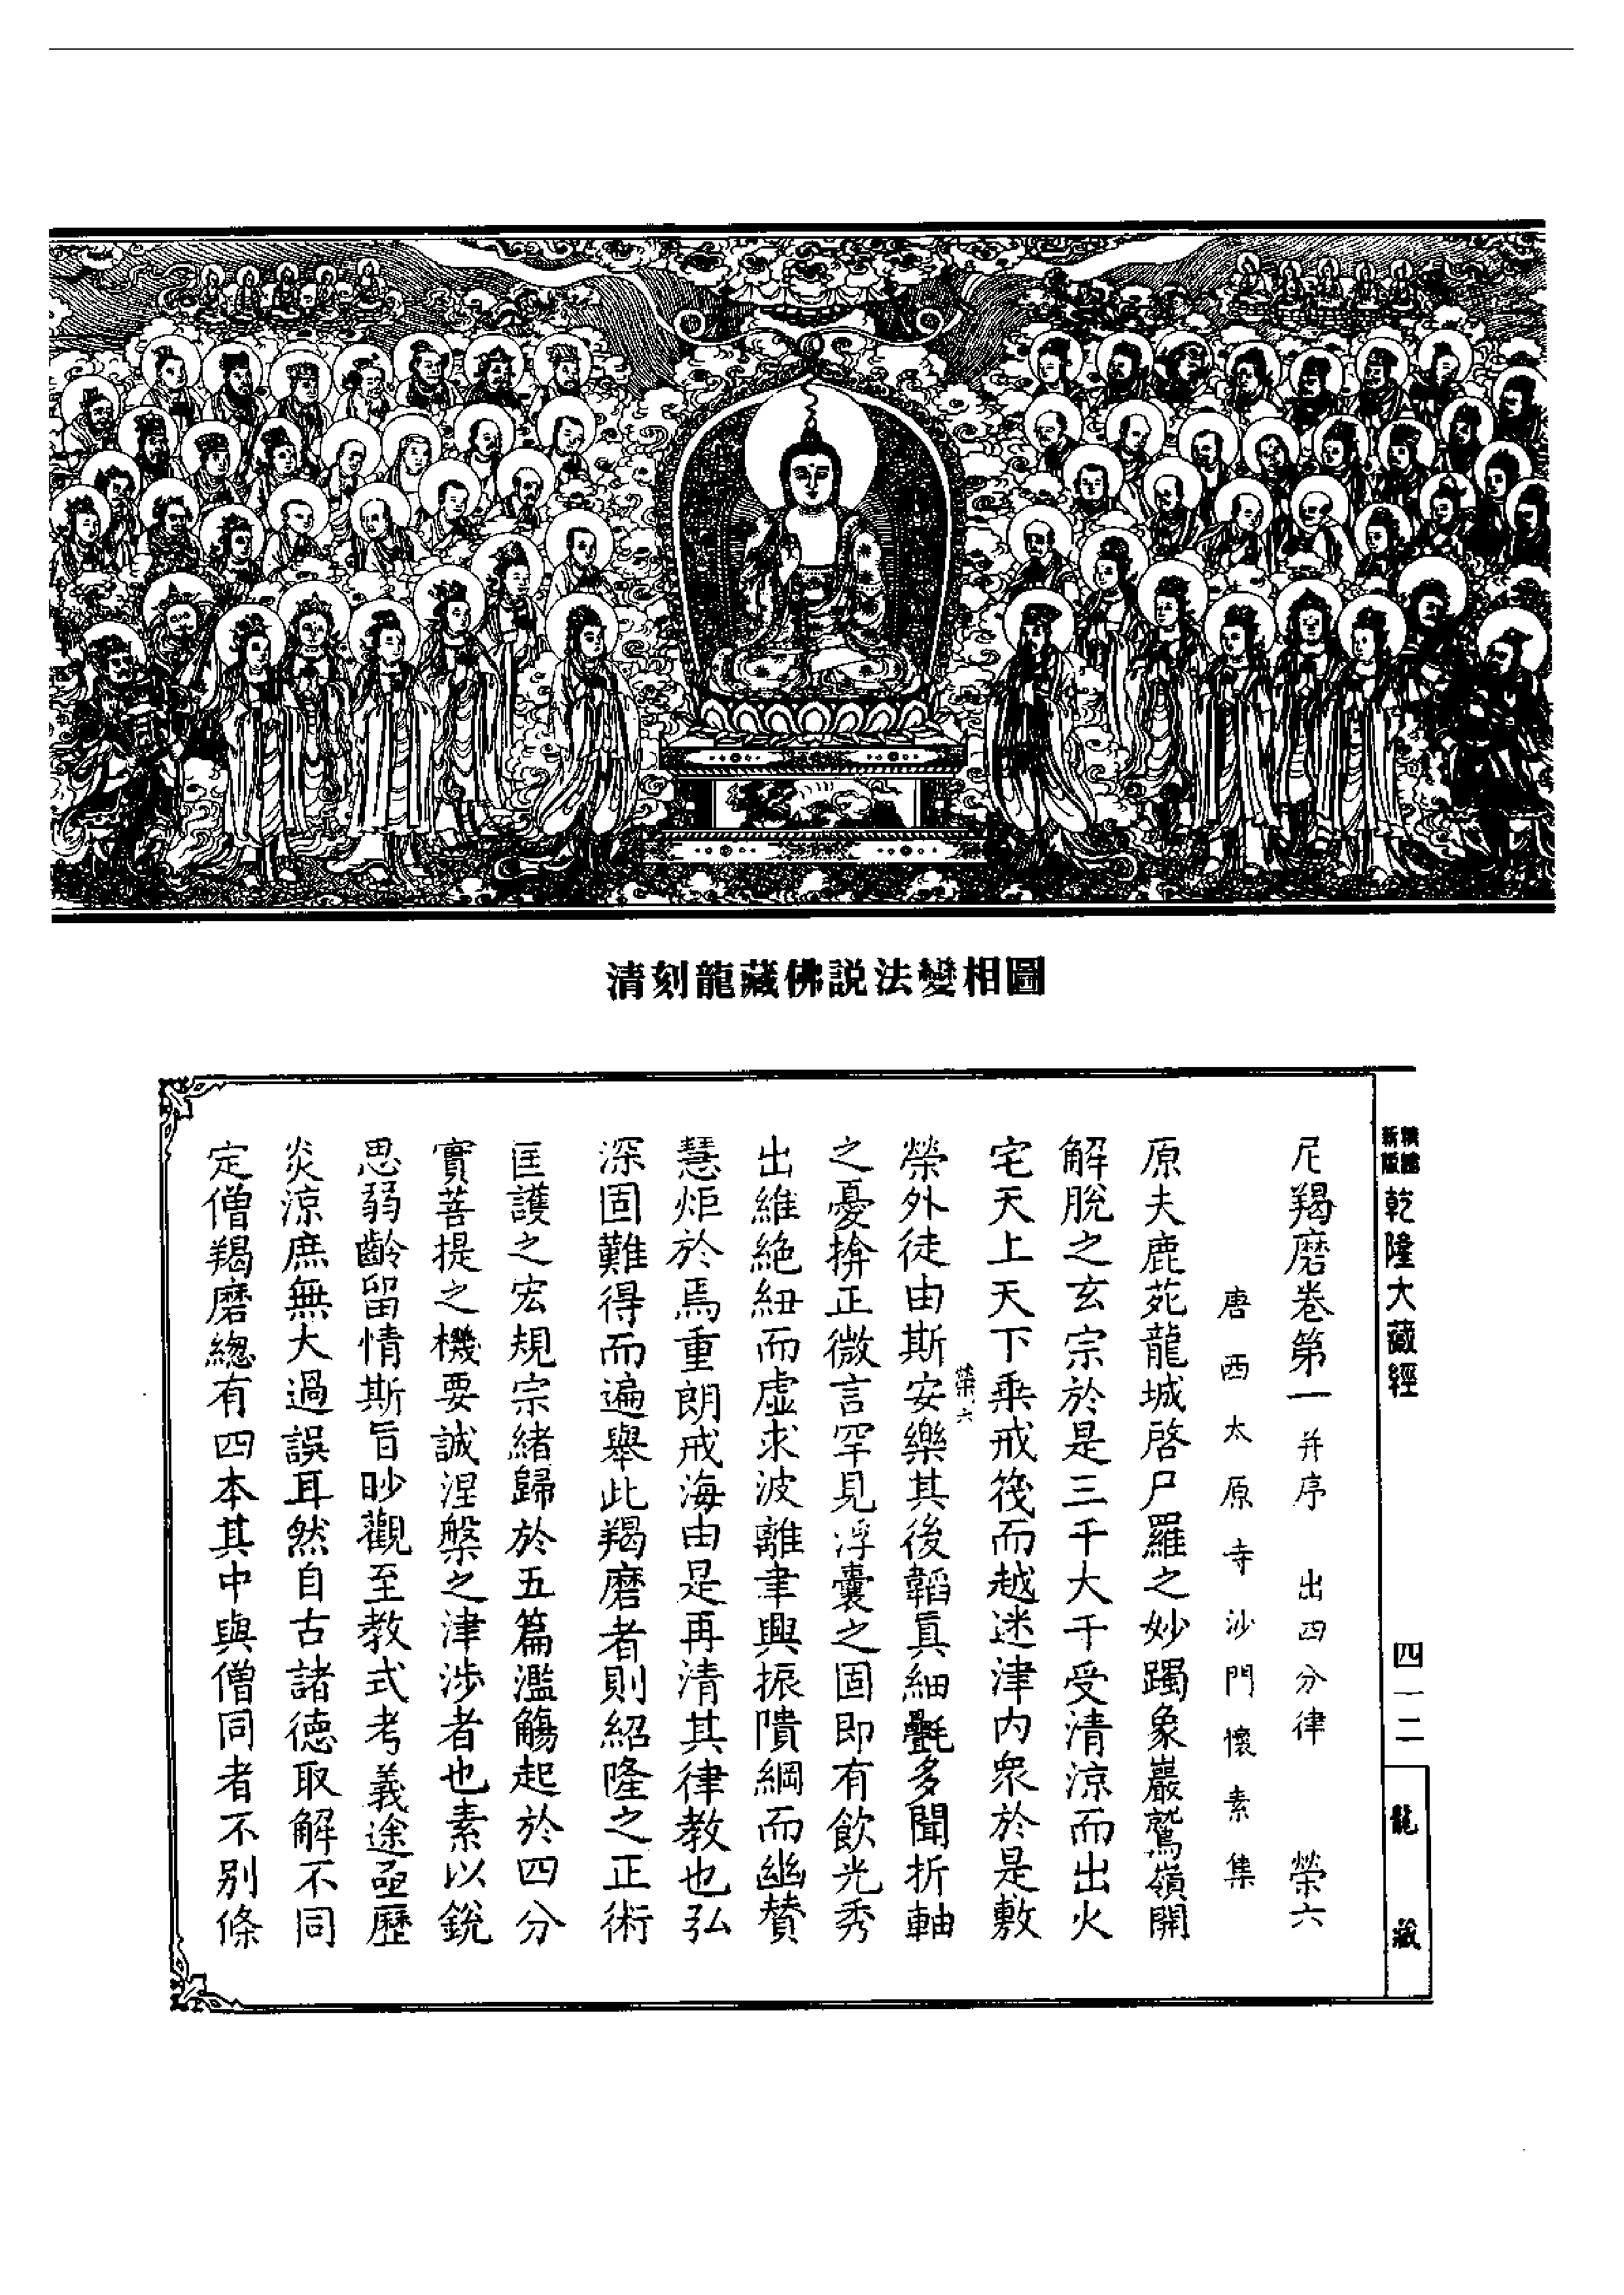 清刻龍藏佛説法變相圖
新版
乾隆大藏經
四一二
龍藏
尼羯磨卷第一并序 出四分律 榮六
唐西太原寺沙門懷素集
原夫鹿苑龍城啓尸羅之妙躅象巖鷲嶺開
解脫之玄宗於是三千大千受清涼而出火
宅天上天下乘戒筏而越迷津内衆於是敷
榮外徒由斯安樂其後韜真細㲲多聞折軸
榮六
之憂揜正微言罕見浮囊之固即有飲光秀
出維絶紐而虛求波離聿興振隤綱而幽贊
慧炬於焉重朗戒海由是再清其律教也弘
深固難得而遍舉此羯磨者則紹隆之正術
匡護之宏規宗緒歸於五篇濫觴起於四分
實菩提之機要誠涅槃之津涉者也素以銳
思弱齡留情斯旨眇觀至教式考義途亟歷
炎涼庶無大過誤耳然自古諸德取解不同
定僧羯磨總有四本其中與僧同者不別條